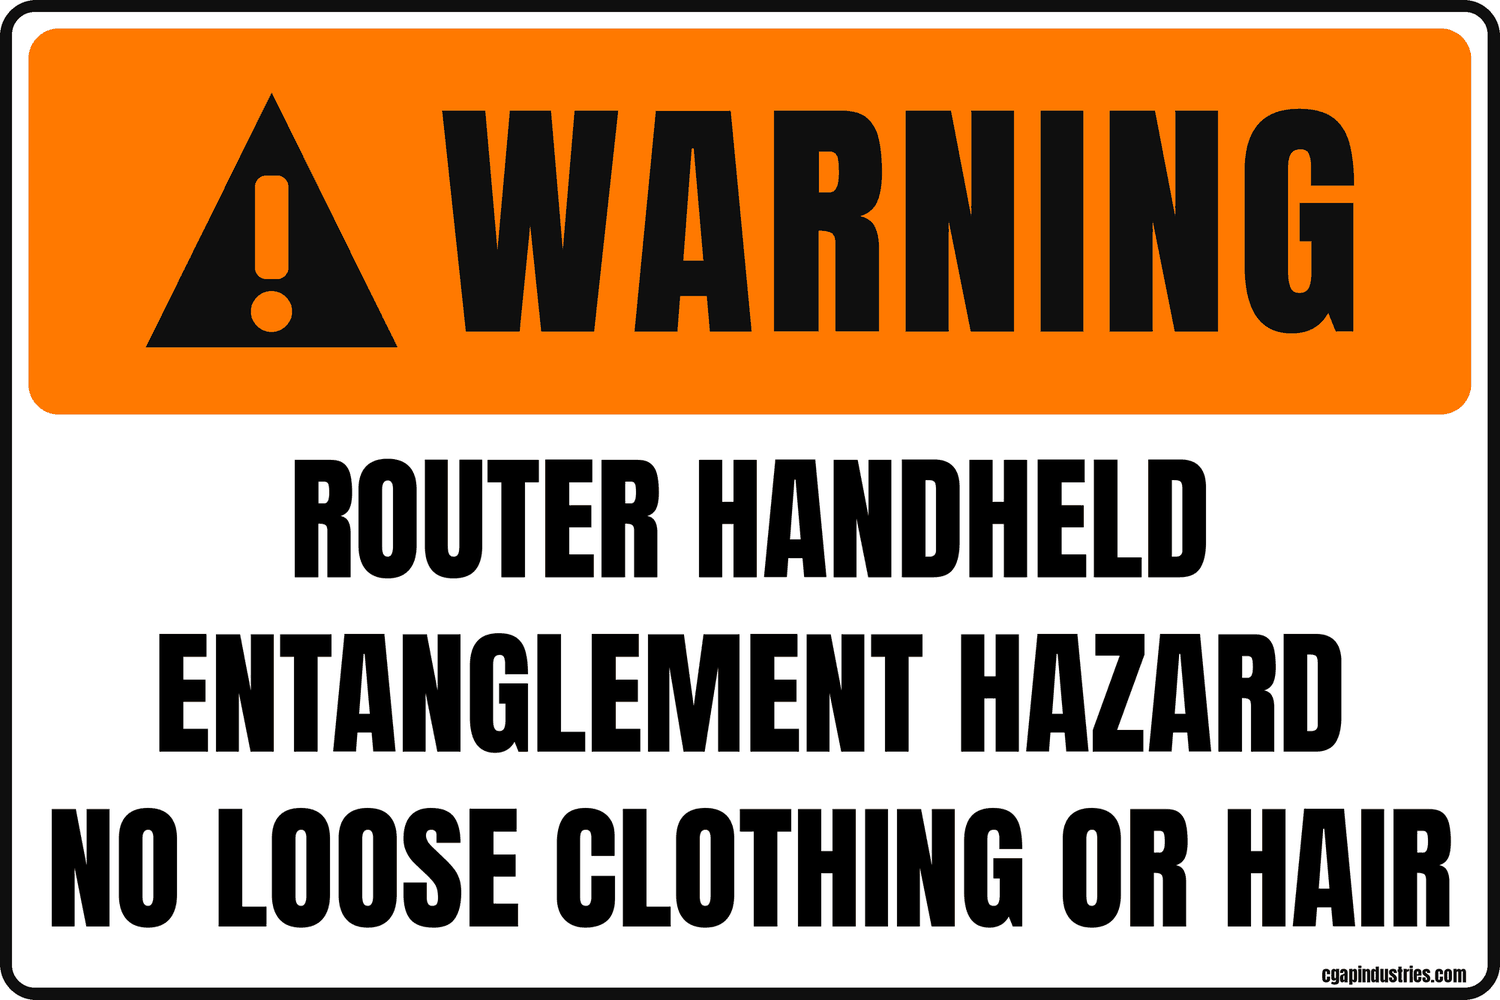 WARNING
ROUTER HANDHELD
ENTANGLEMENT HAZARD
NO LOOSE CLOTHING OR HAIR
cgapindustries.com